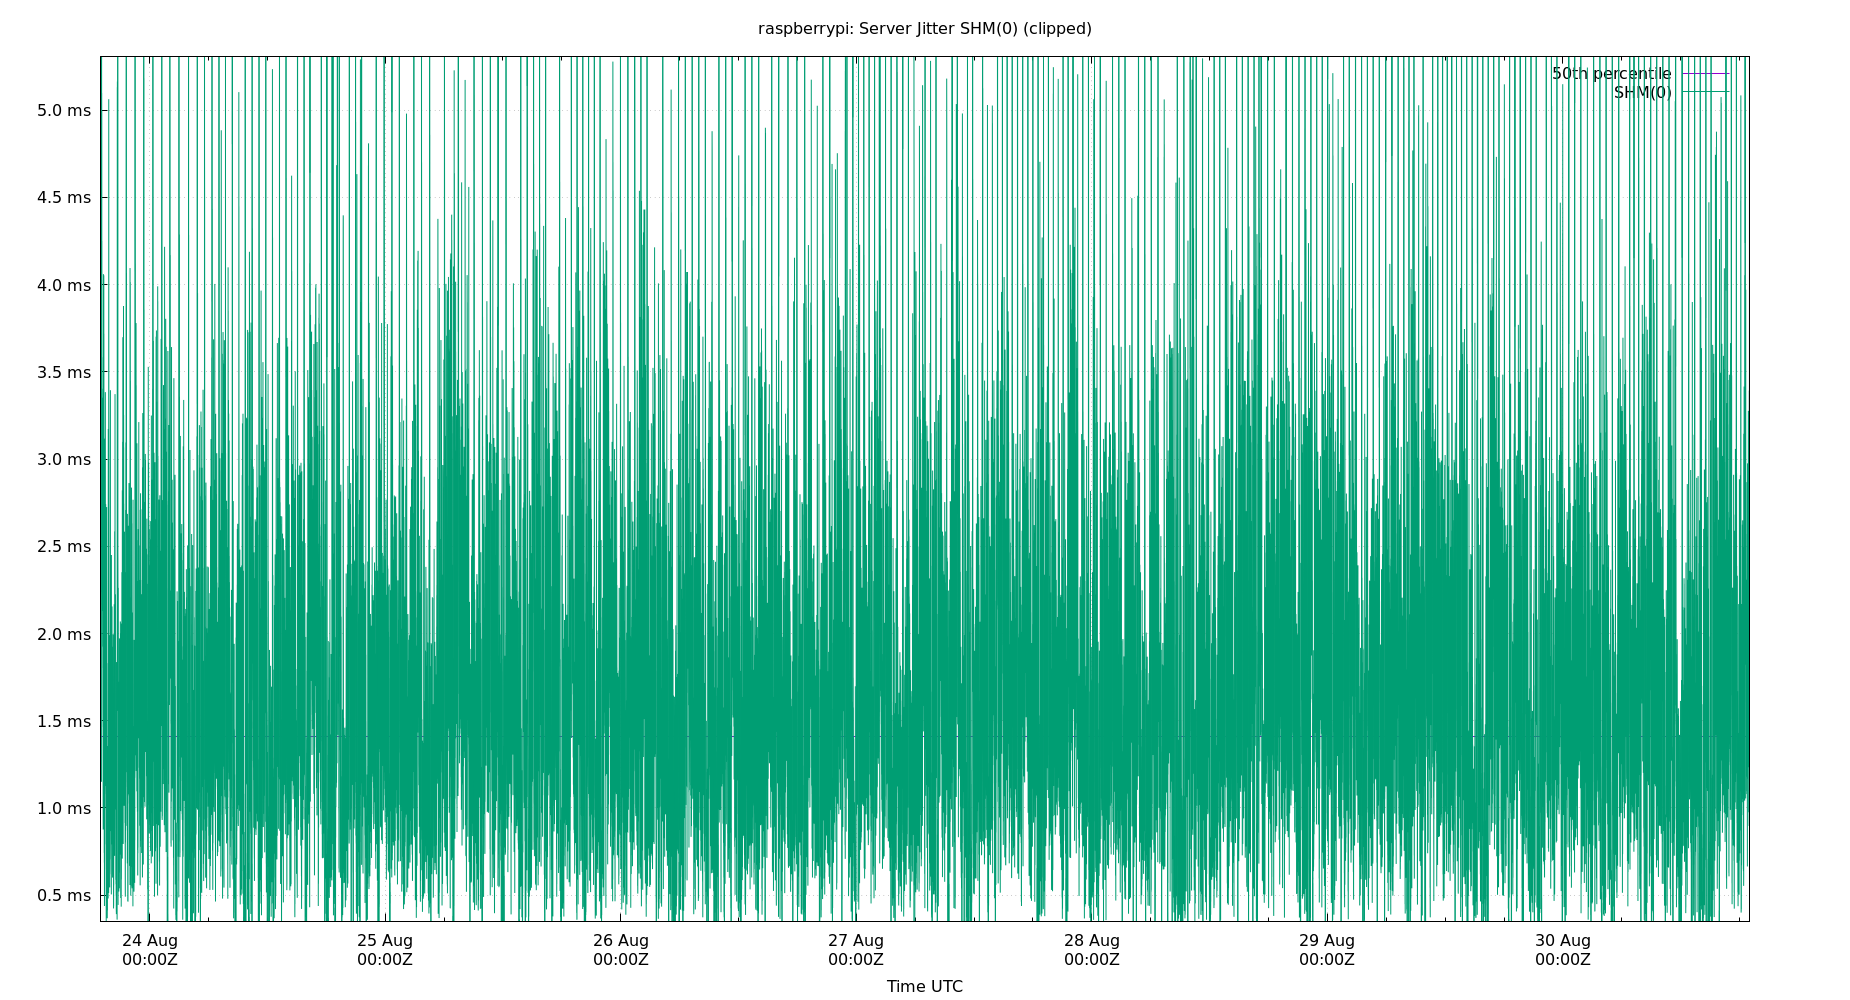 raspberrypi: Server Jitter SHM(0) (clipped)
50th percentile
SHM(0)
5.0 ms
4.5 ms
4.0 ms
3.5 ms
3.0 ms
2.5 ms
2.0 ms
1.5 ms
1.0 ms
0.5 ms
24 Aug 25 Aug 26 Aug 27 Aug 28 Aug 29 Aug 30 Aug
00:00Z 00:00Z 00:00Z 00:00Z 00:00Z 00:00Z 00:00Z
Time UTC